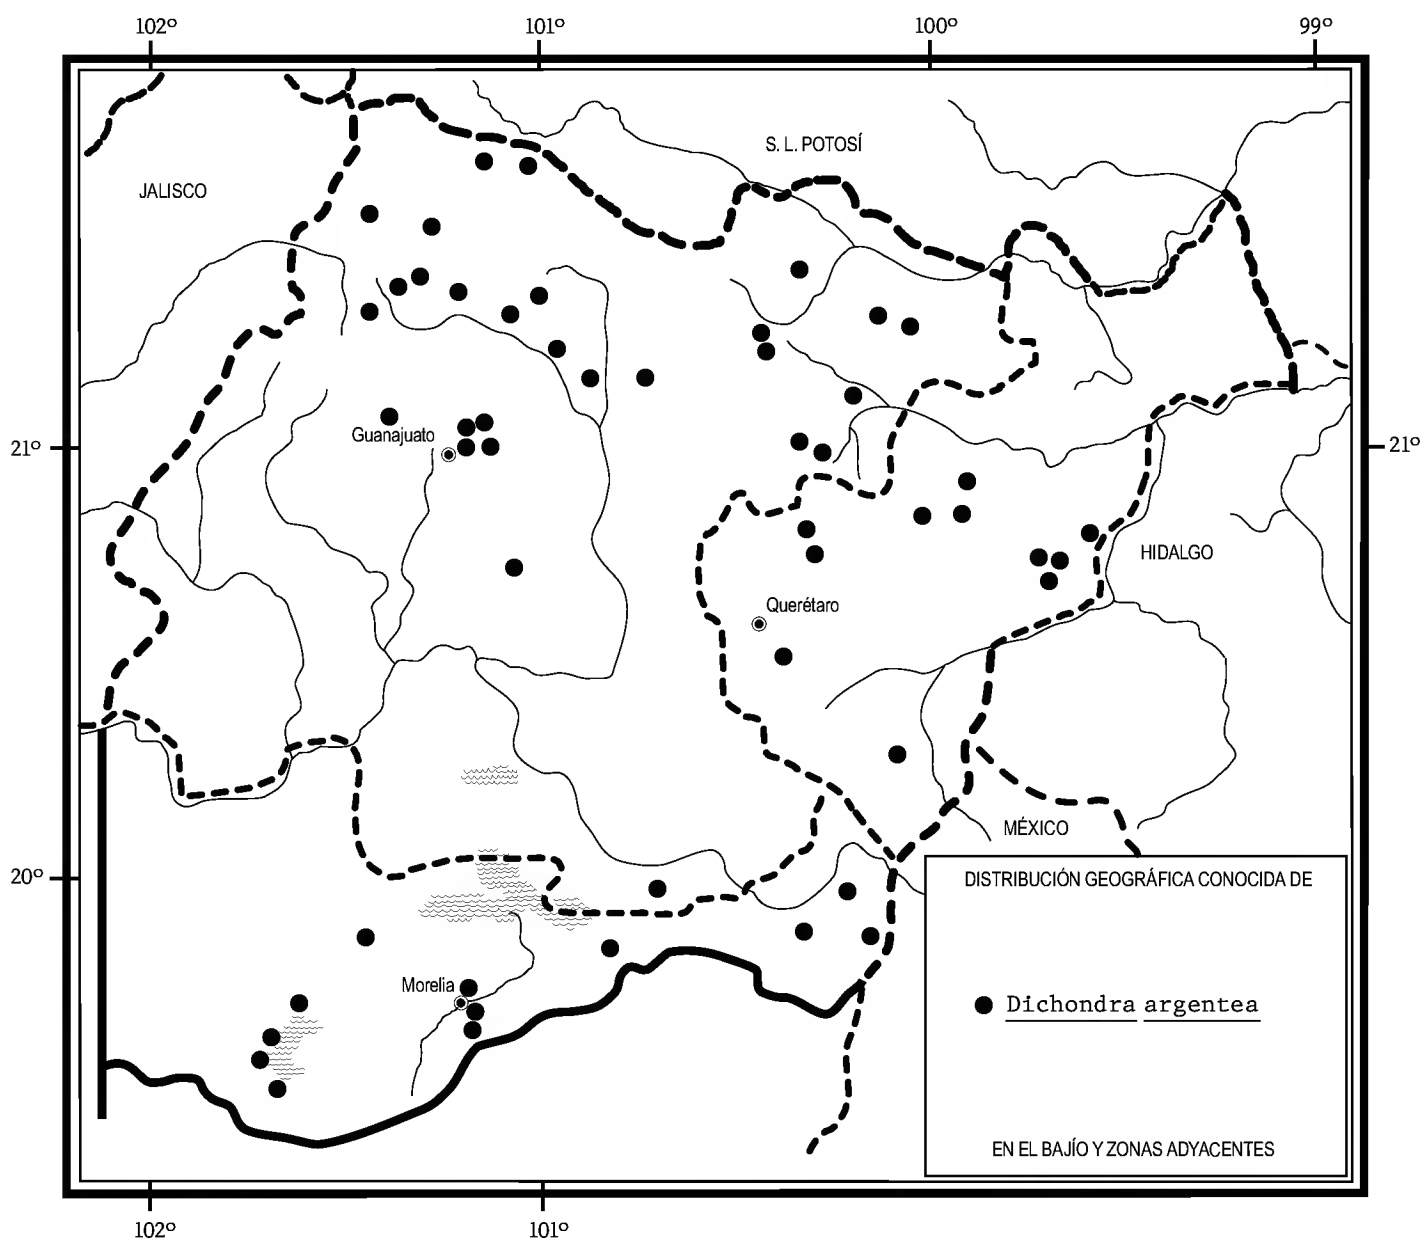 102º 101º 100º 99º
S. L. POTOSÍ
JALISCO
Guanajuato
21º 21º
HIDALGO
Querétaro
MÉXICO
20º
DISTRIBUCIÓN GEOGRÁFICA CONOCIDA DE
Morelia
Dichondra argentea
EN EL BAJÍO Y ZONAS ADYACENTES
102º 101º